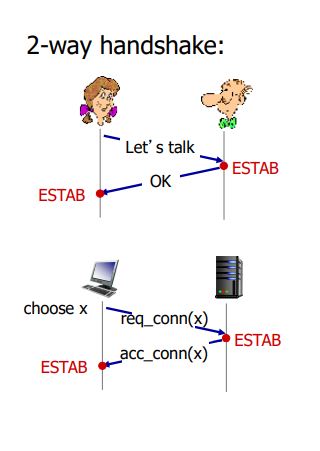 2-way handshake:
Let's talk
ESTAB
OK
ESTAB
choose x
req_conn(x)
ESTAB
acc_conn(x)
ESTAB